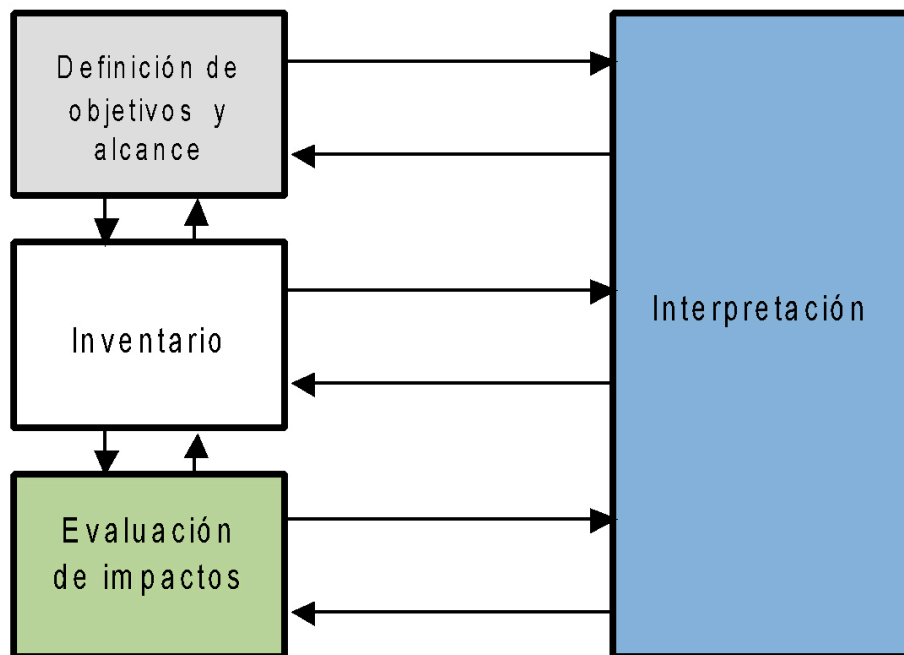 Definición de
objetivos y
alcance
Inventario
Interpretación
Evaluación
de impactos